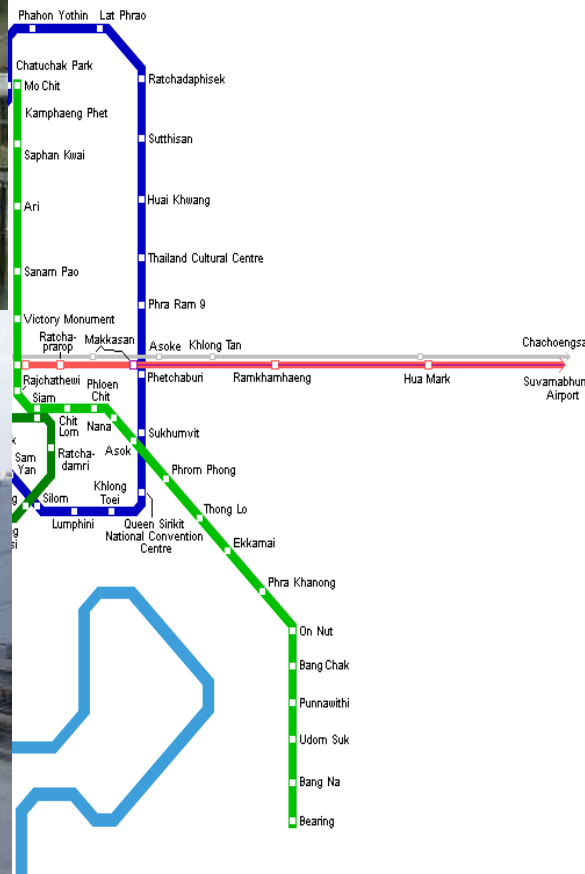 Phahon Yothin
Lat Phrao
Chatuchak Park
Mo Chit
Ratchadaphisek
Kamphaeng Phet
Sutthisan
Saphan Kwai
Huai Khwang
Ari
Thailand Cultural Centre
Sanam Pao
Phra Ram 9
Victory Monument
Ratcha-
prarop
Makkasan
Asoke
Khlong Tan
Rajchathewi
Phetchaburi
Ramkhamhaeng
Hua Mark
Suvarnabhum
Airport
Siam
Phloen
Chit
Chit
Lom
Nana
Sukhumvit
Asok
Sam
Yan
Ratcha-
damri
Phrom Phong
Silom
Khlong
Toei
Lumphini
Queen Sirikit
National Convention
Centre
Thong Lo
Ekkamai
Phra Khanong
On Nut
Bang Chak
Punnawithi
Udom Suk
Bang Na
Bearing